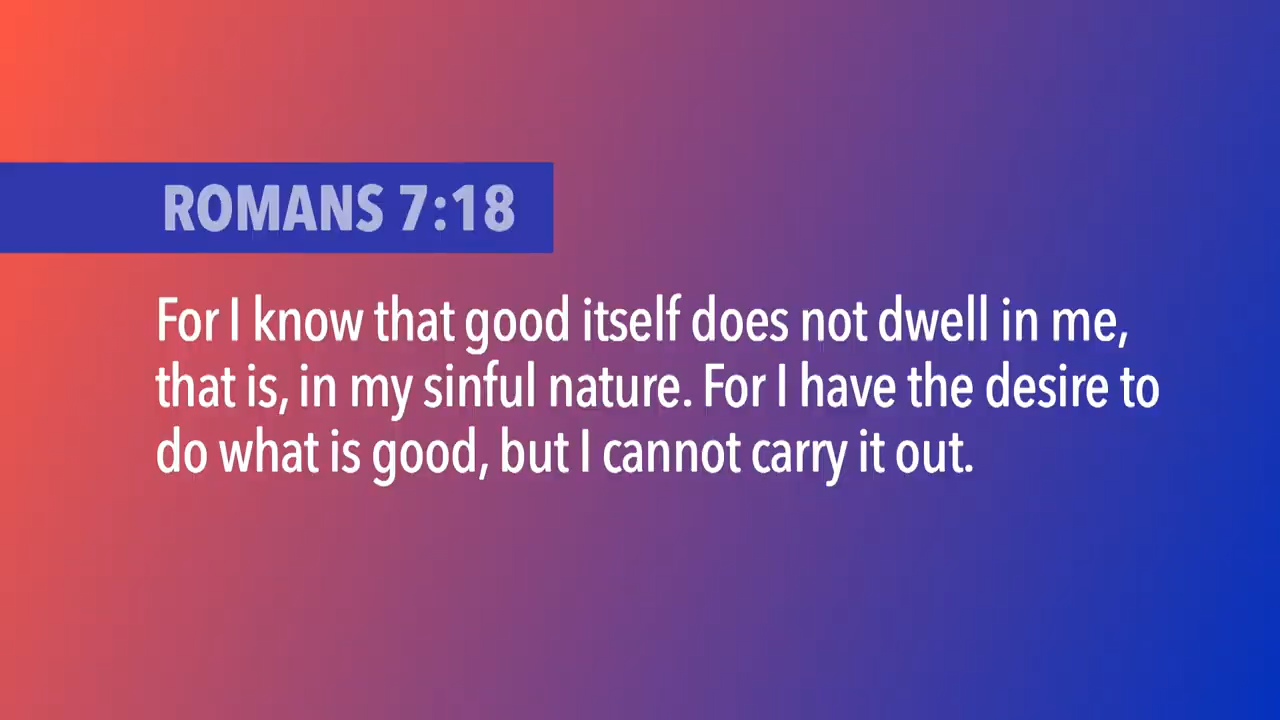 ROMANS 7:18
For I know that good itself does not dwell in me,
that is, in my sinful nature. For I have the desire to
do what is good, but I cannot carry it out.